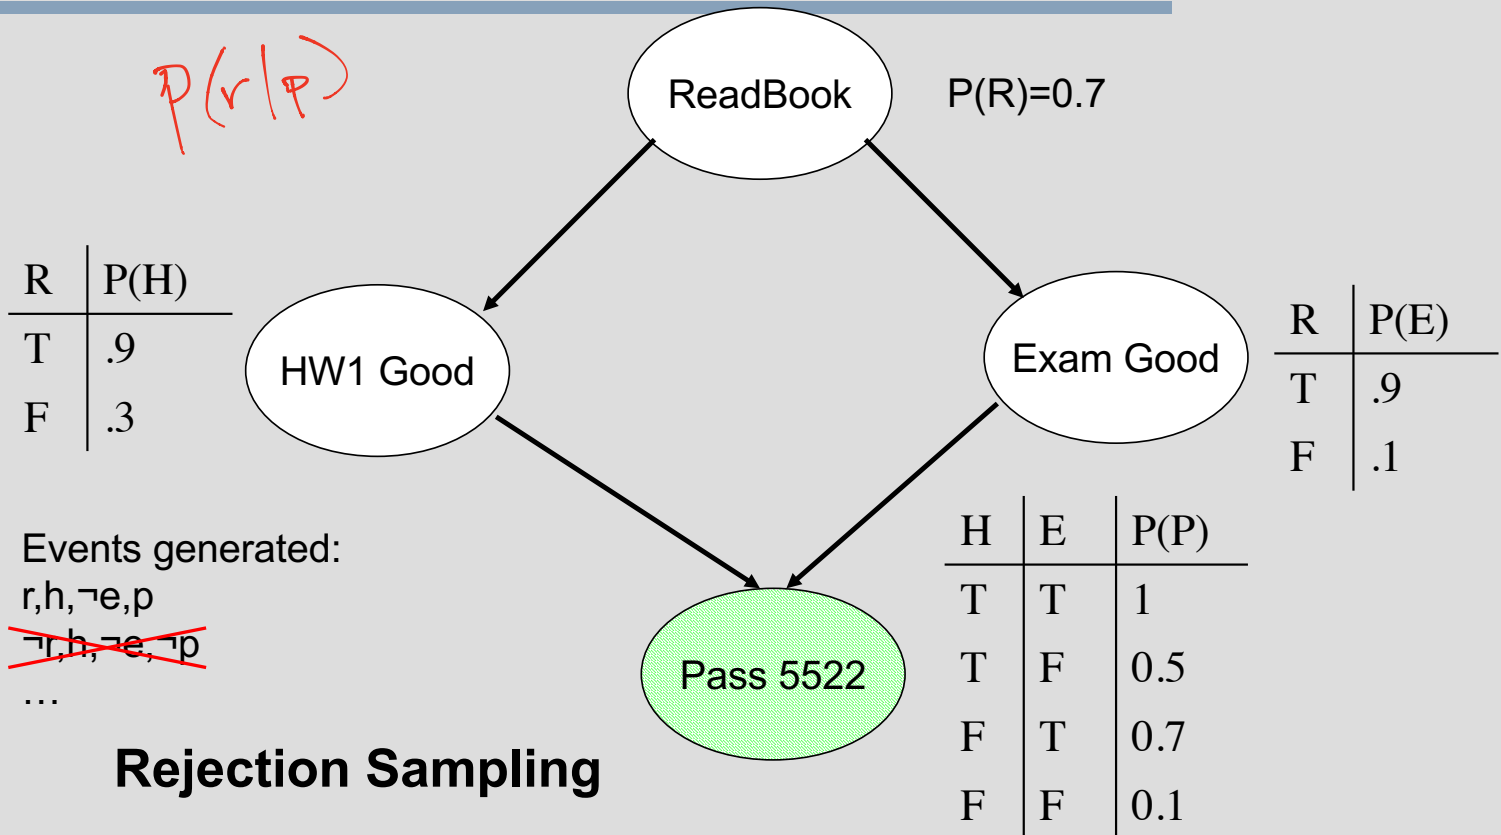 P(r|p)
ReadBook
P(R)=0.7
R P(H)
T .9
F .3
HW1 Good
Exam Good
R P(E)
T .9
F .1
Events generated:
r,h,¬e,p
¬r,h,¬e,¬p
…
Rejection Sampling
Pass 5522
H E P(P)
T T 1
T F 0.5
F T 0.7
F F 0.1